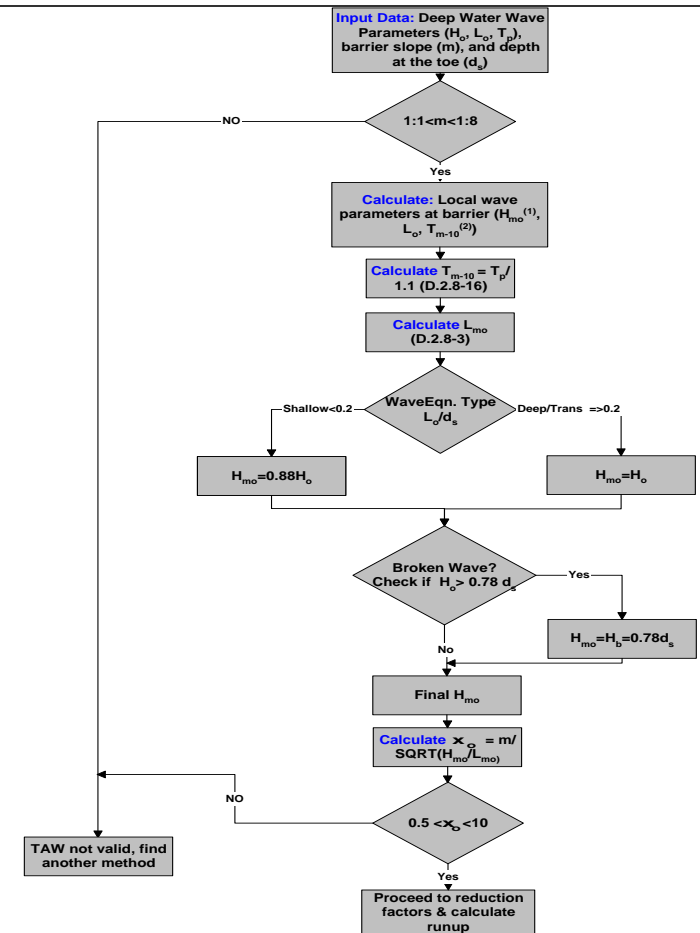 Input Data: Deep Water Wave
Parameters (Hₒ, Lₒ, Tₚ),
barrier slope (m), and depth
at the toe (dₛ)
NO
1:1<m<1:8
Yes
Calculate: Local wave
parameters at barrier (Hₘₒ⁽¹⁾,
Lₒ, Tₘ₋₁₀⁽²⁾)
Calculate Tₘ₋₁₀ = Tₚ/
1.1 (D.2.8-16)
Calculate Lₘₒ
(D.2.8-3)
WaveEqn. Type
Lₒ/dₛ
Shallow<0.2
Deep/Trans =>0.2
Hₘₒ=0.88Hₒ
Hₘₒ=Hₒ
Broken Wave?
Check if Hₒ> 0.78 dₛ
Yes
Hₘₒ=H_b=0.78dₛ
No
Final Hₘₒ
Calculate xₒ = m/
SQRT(Hₘₒ/Lₘₒ)
NO
0.5 <xₒ<10
TAW not valid, find
another method
Yes
Proceed to reduction
factors & calculate
runup